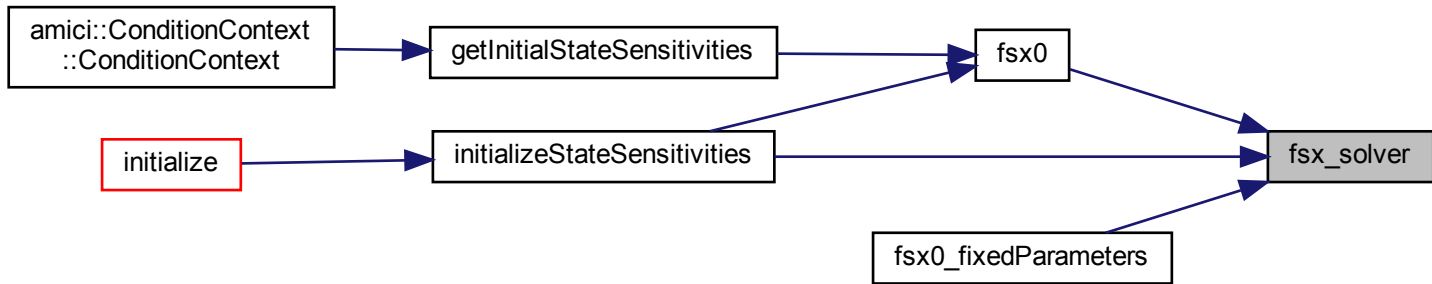 amici::ConditionContext
::ConditionContext
getInitialStateSensitivities
fsx0
initialize
initializeStateSensitivities
fsx_solver
fsx0_fixedParameters